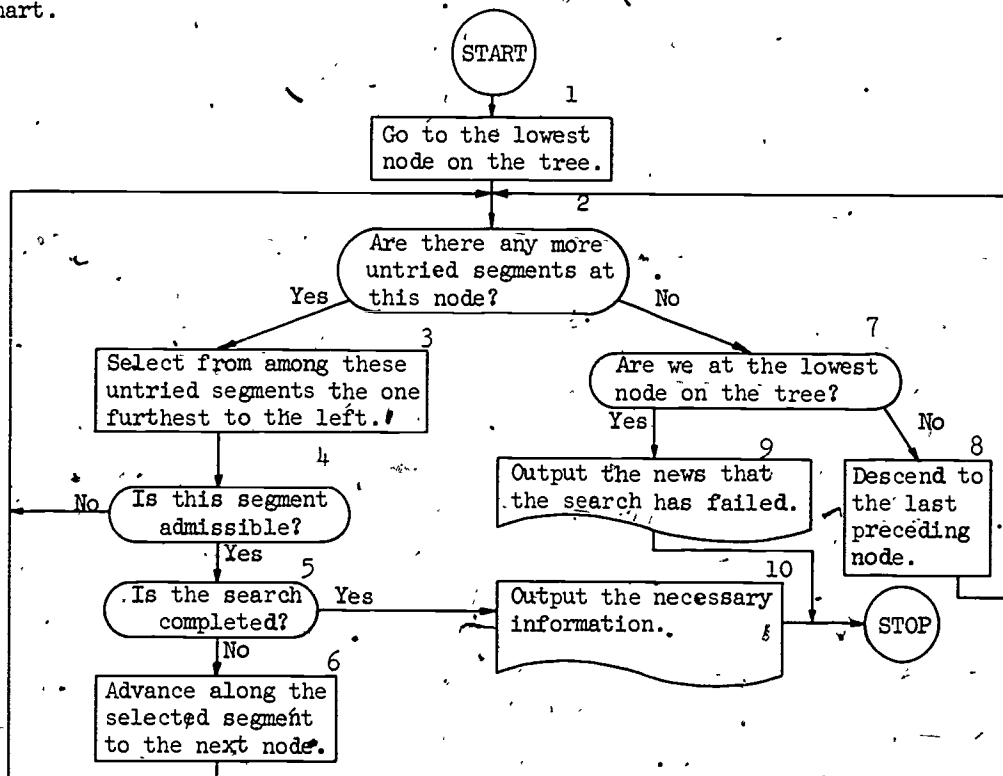 START
1
Go to the lowest
node on the tree.
2
Are there any more
untried segments at
this node?
Yes
No
3
Select from among these
untried segments the one
furthest to the left.
7
Are we at the lowest
node on the tree?
Yes
No
4
Is this segment
admissible?
No
Yes
9
Output the news that
the search has failed.
8
Descend to
the last
preceding
node.
5
Is the search
completed?
Yes
No
10
Output the necessary
information.
STOP
6
Advance along the
selected segment
to the next node.